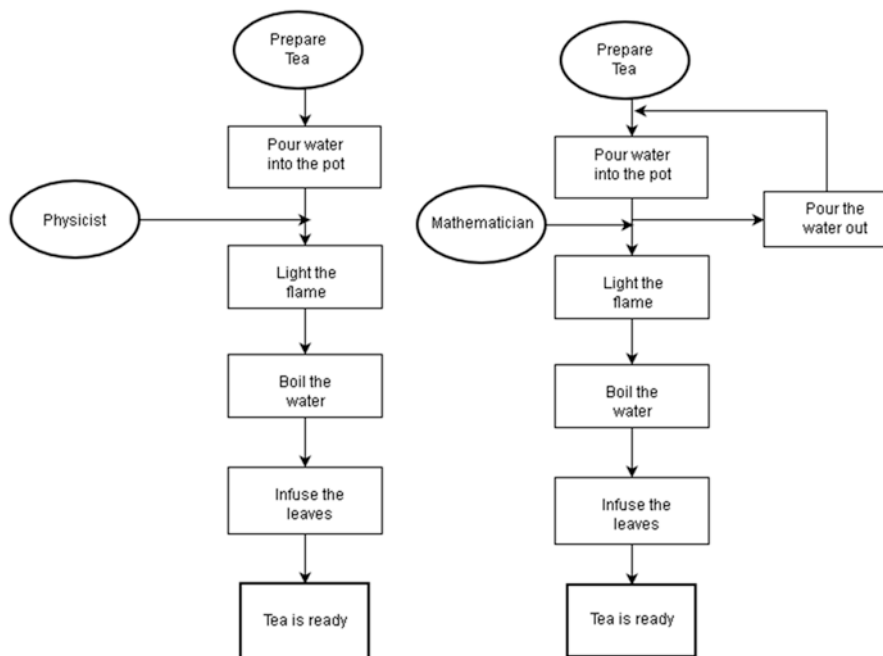 Prepare
Tea
Pour water
into the pot
Physicist
Light the
flame
Boil the
water
Infuse the
leaves
Tea is ready
Prepare
Tea
Pour water
into the pot
Mathematician
Pour the
water out
Light the
flame
Boil the
water
Infuse the
leaves
Tea is ready